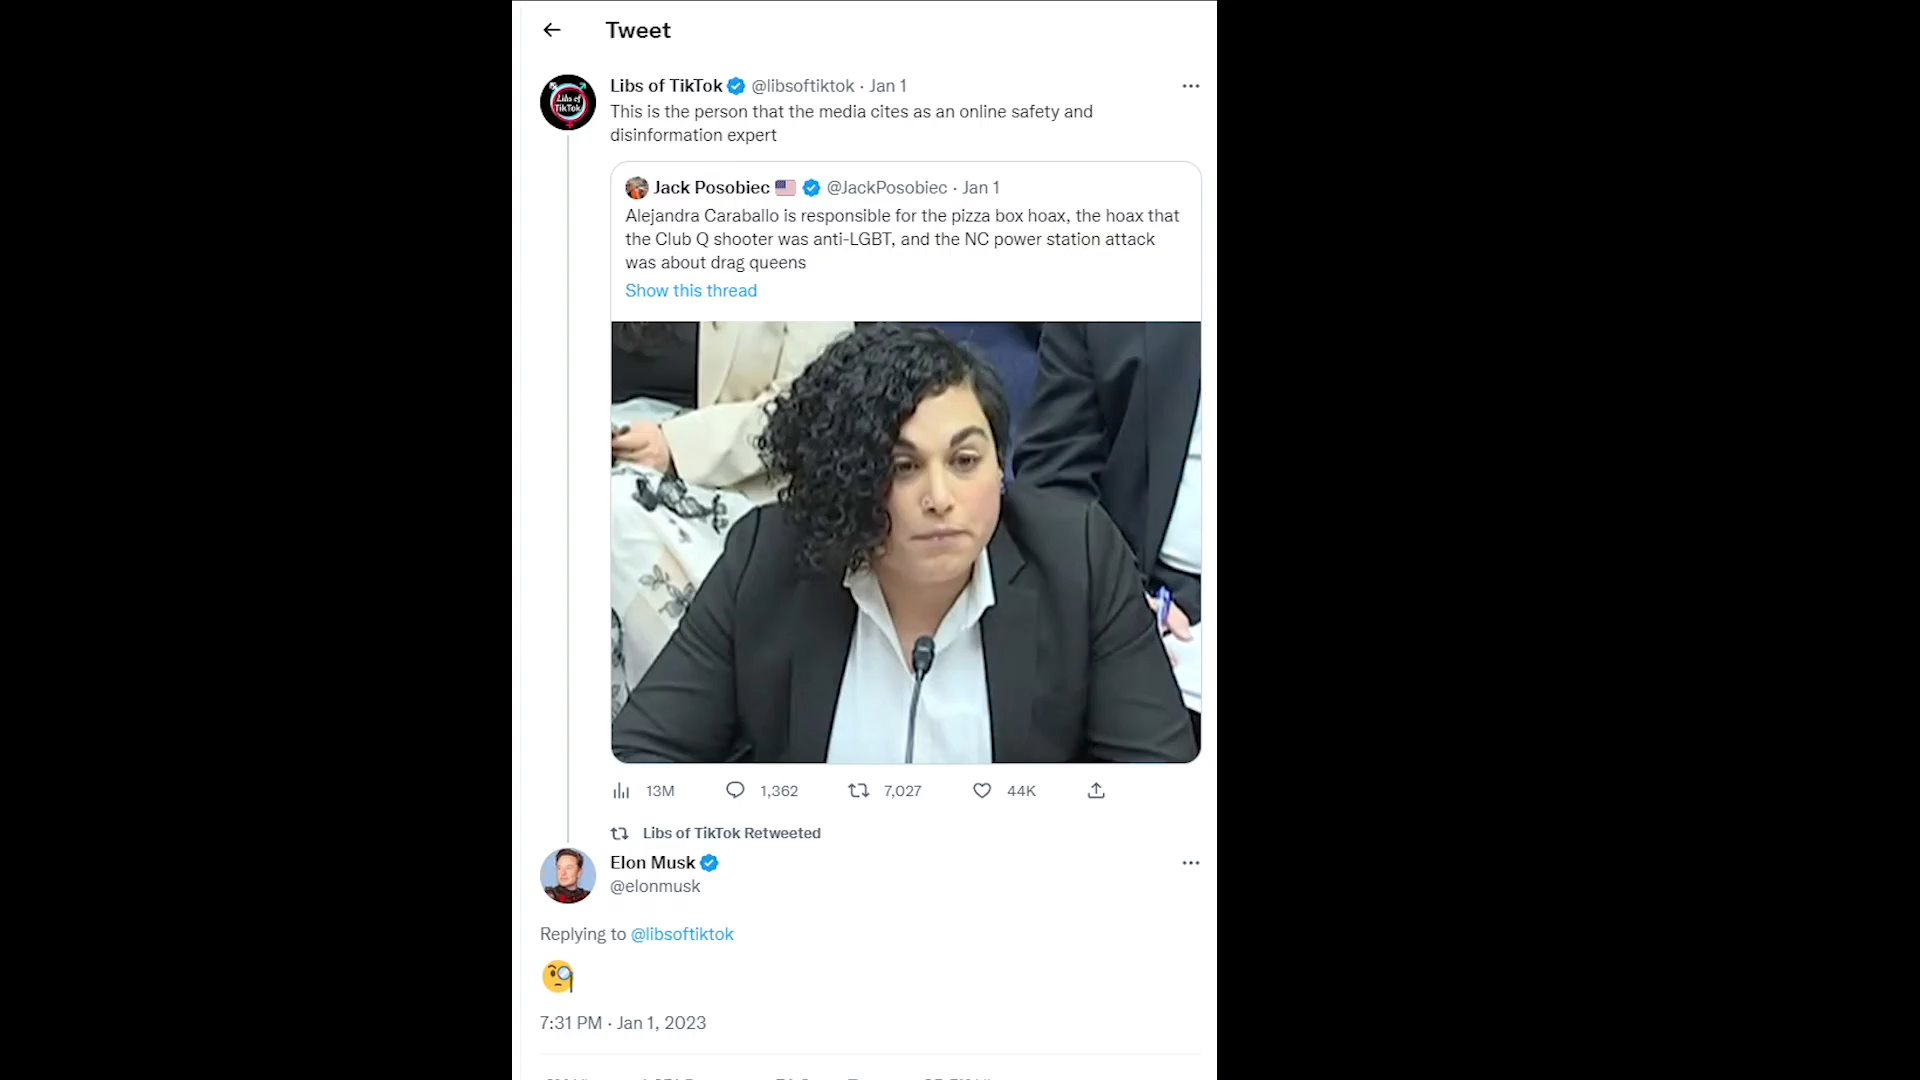 Tweet
Libs of TikTok @libsoftiktok · Jan 1
This is the person that the media cites as an online safety and
disinformation expert
Libs of
TikTok
Jack Posobiec @JackPosobiec · Jan 1
Alejandra Caraballo is responsible for the pizza box hoax, the hoax that
the Club Q shooter was anti-LGBT, and the NC power station attack
was about drag queens
Show this thread
13M 1,362 7,027 44K
Libs of TikTok Retweeted
Elon Musk
@elonmusk
Replying to @libsoftiktok
7:31 PM · Jan 1, 2023